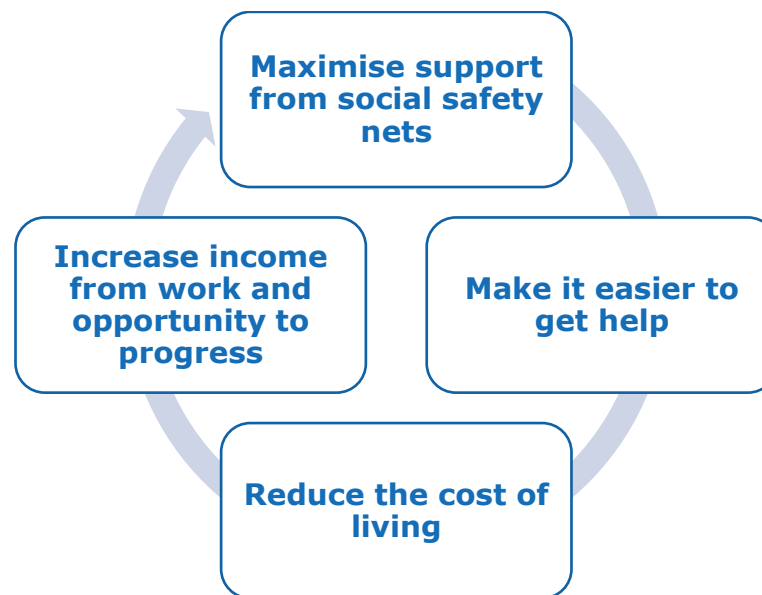 Maximise support
from social safety
nets
Increase income
from work and
opportunity to
progress
Make it easier to
get help
Reduce the cost of
living